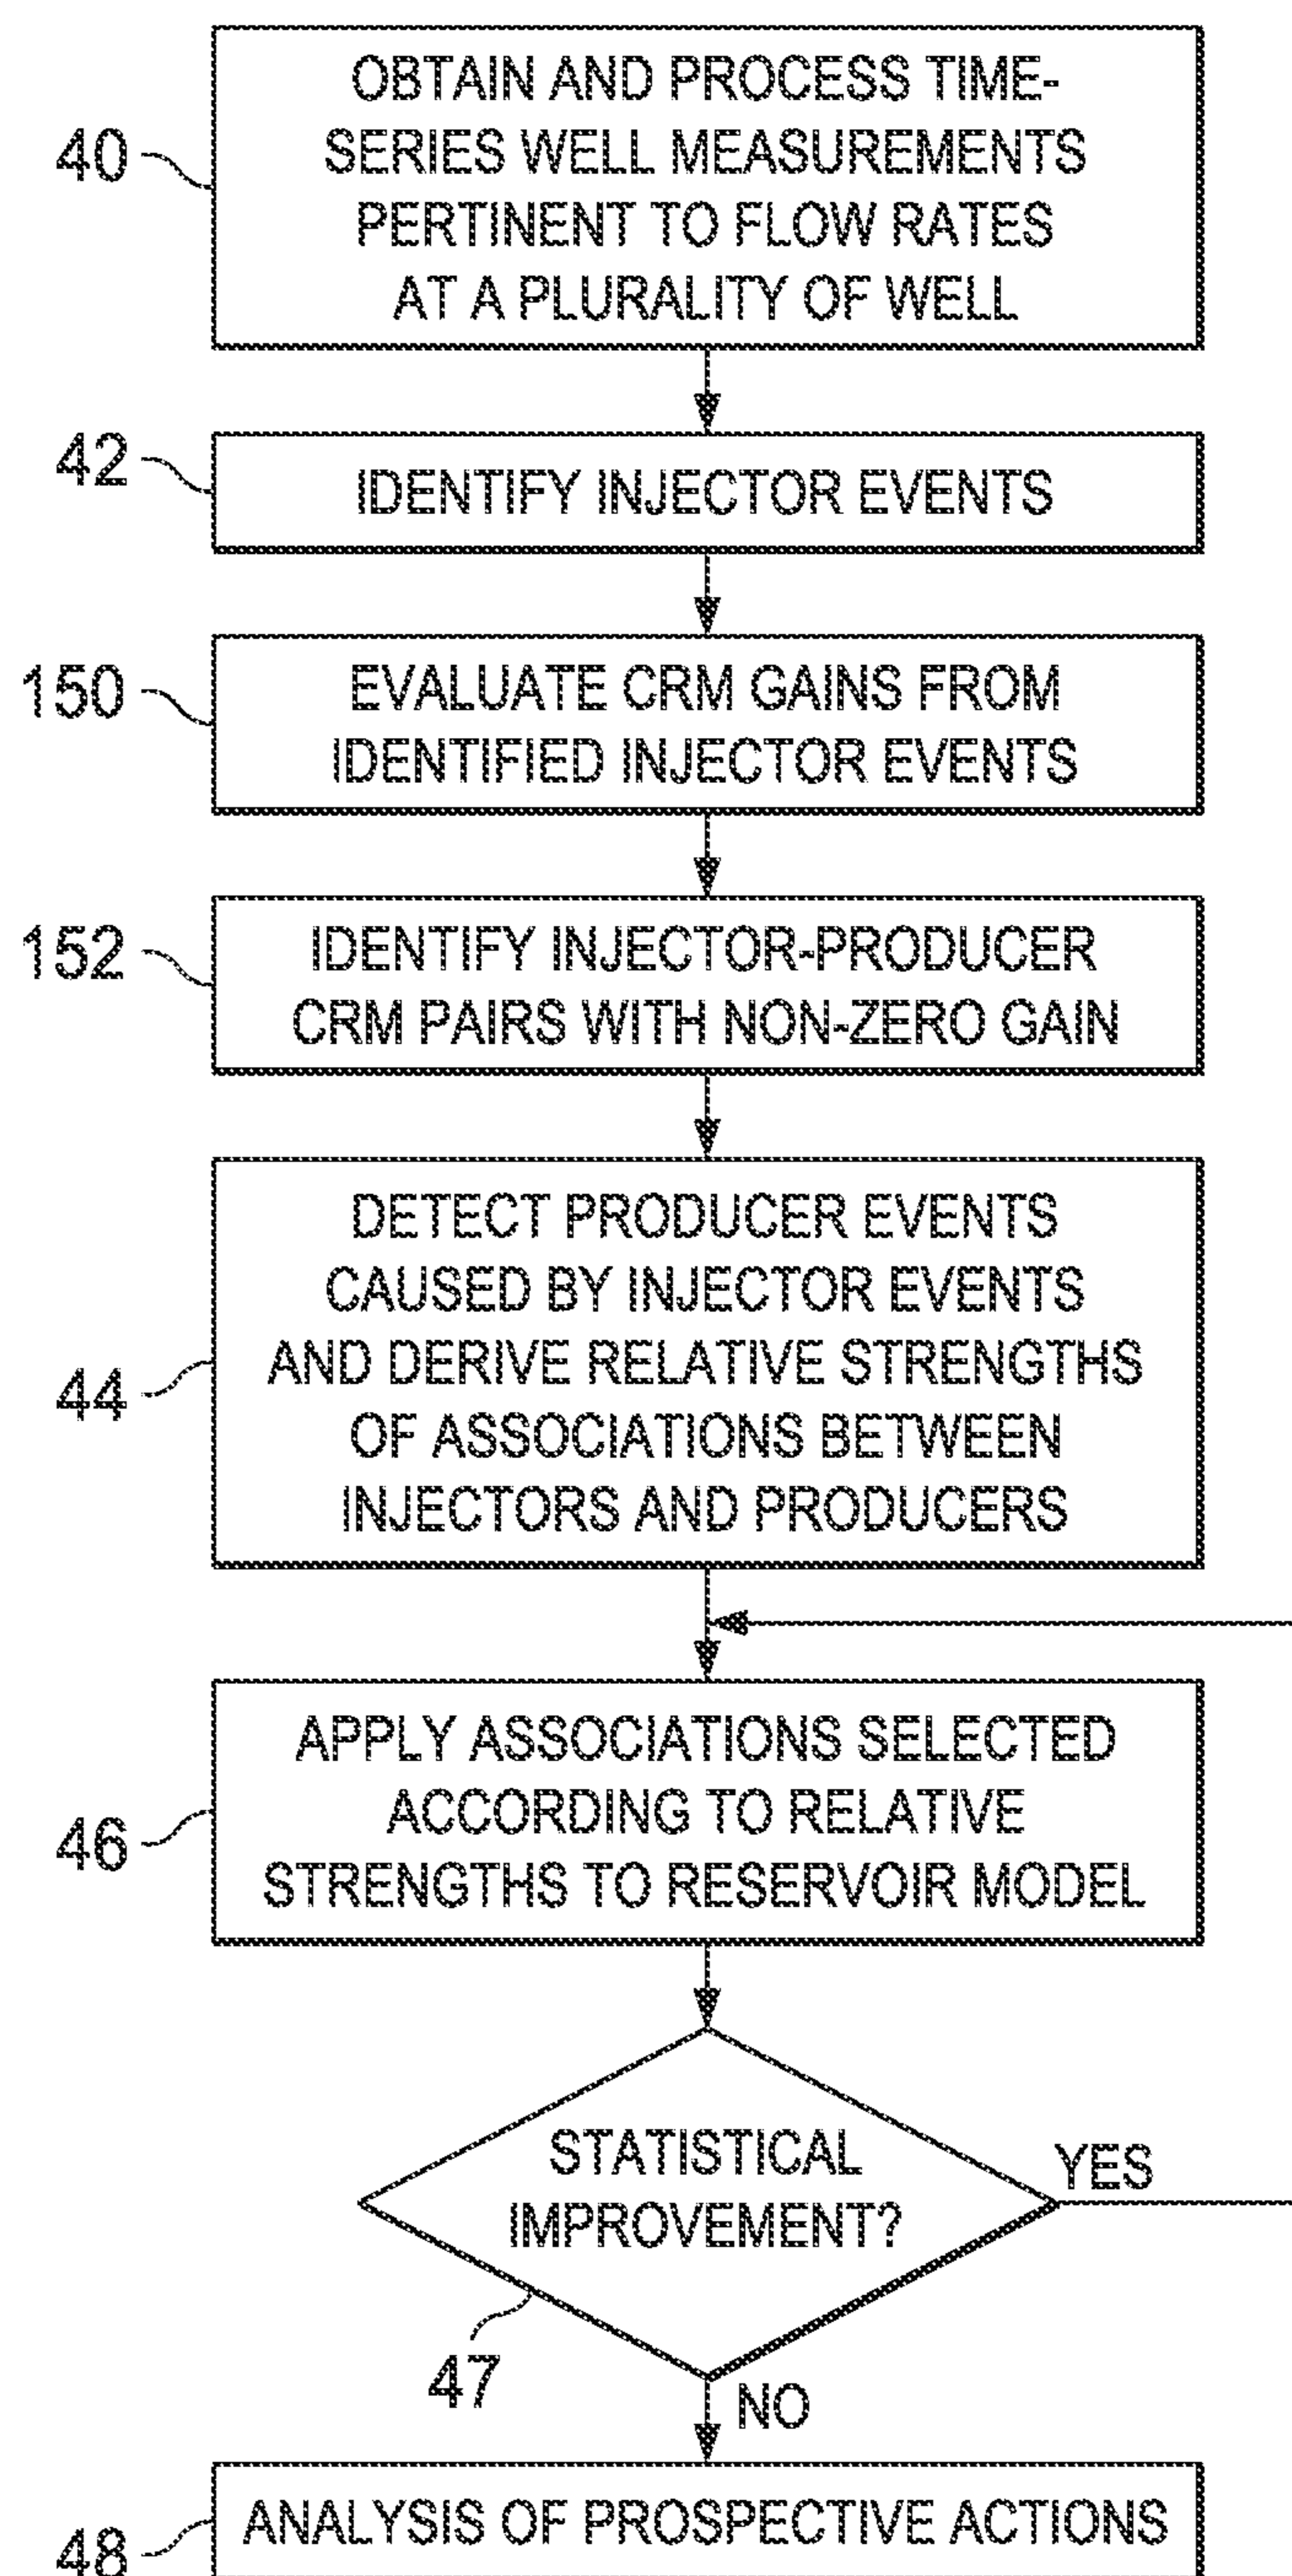 OBTAIN AND PROCESS TIME-
40
SERIES WELL MEASUREMENTS
PERTINENT TO FLOW RATES
AT A PLURALITY OF WELL
42
IDENTIFY INJECTOR EVENTS
150
EVALUATE CRM GAINS FROM
IDENTIFIED INJECTOR EVENTS
152
IDENTIFY INJECTOR-PRODUCER
CRM PAIRS WITH NON-ZERO GAIN
DETECT PRODUCER EVENTS
CAUSED BY INJECTOR EVENTS
AND DERIVE RELATIVE STRENGTHS
44
OF ASSOCIATIONS BETWEEN
INJECTORS AND PRODUCERS
APPLY ASSOCIATIONS SELECTED
ACCORDING TO RELATIVE
46
STRENGTHS TO RESERVOIR MODEL
STATISTICAL
IMPROVEMENT?
YES
47
NO
ANALYSIS OF PROSPECTIVE ACTIONS
48